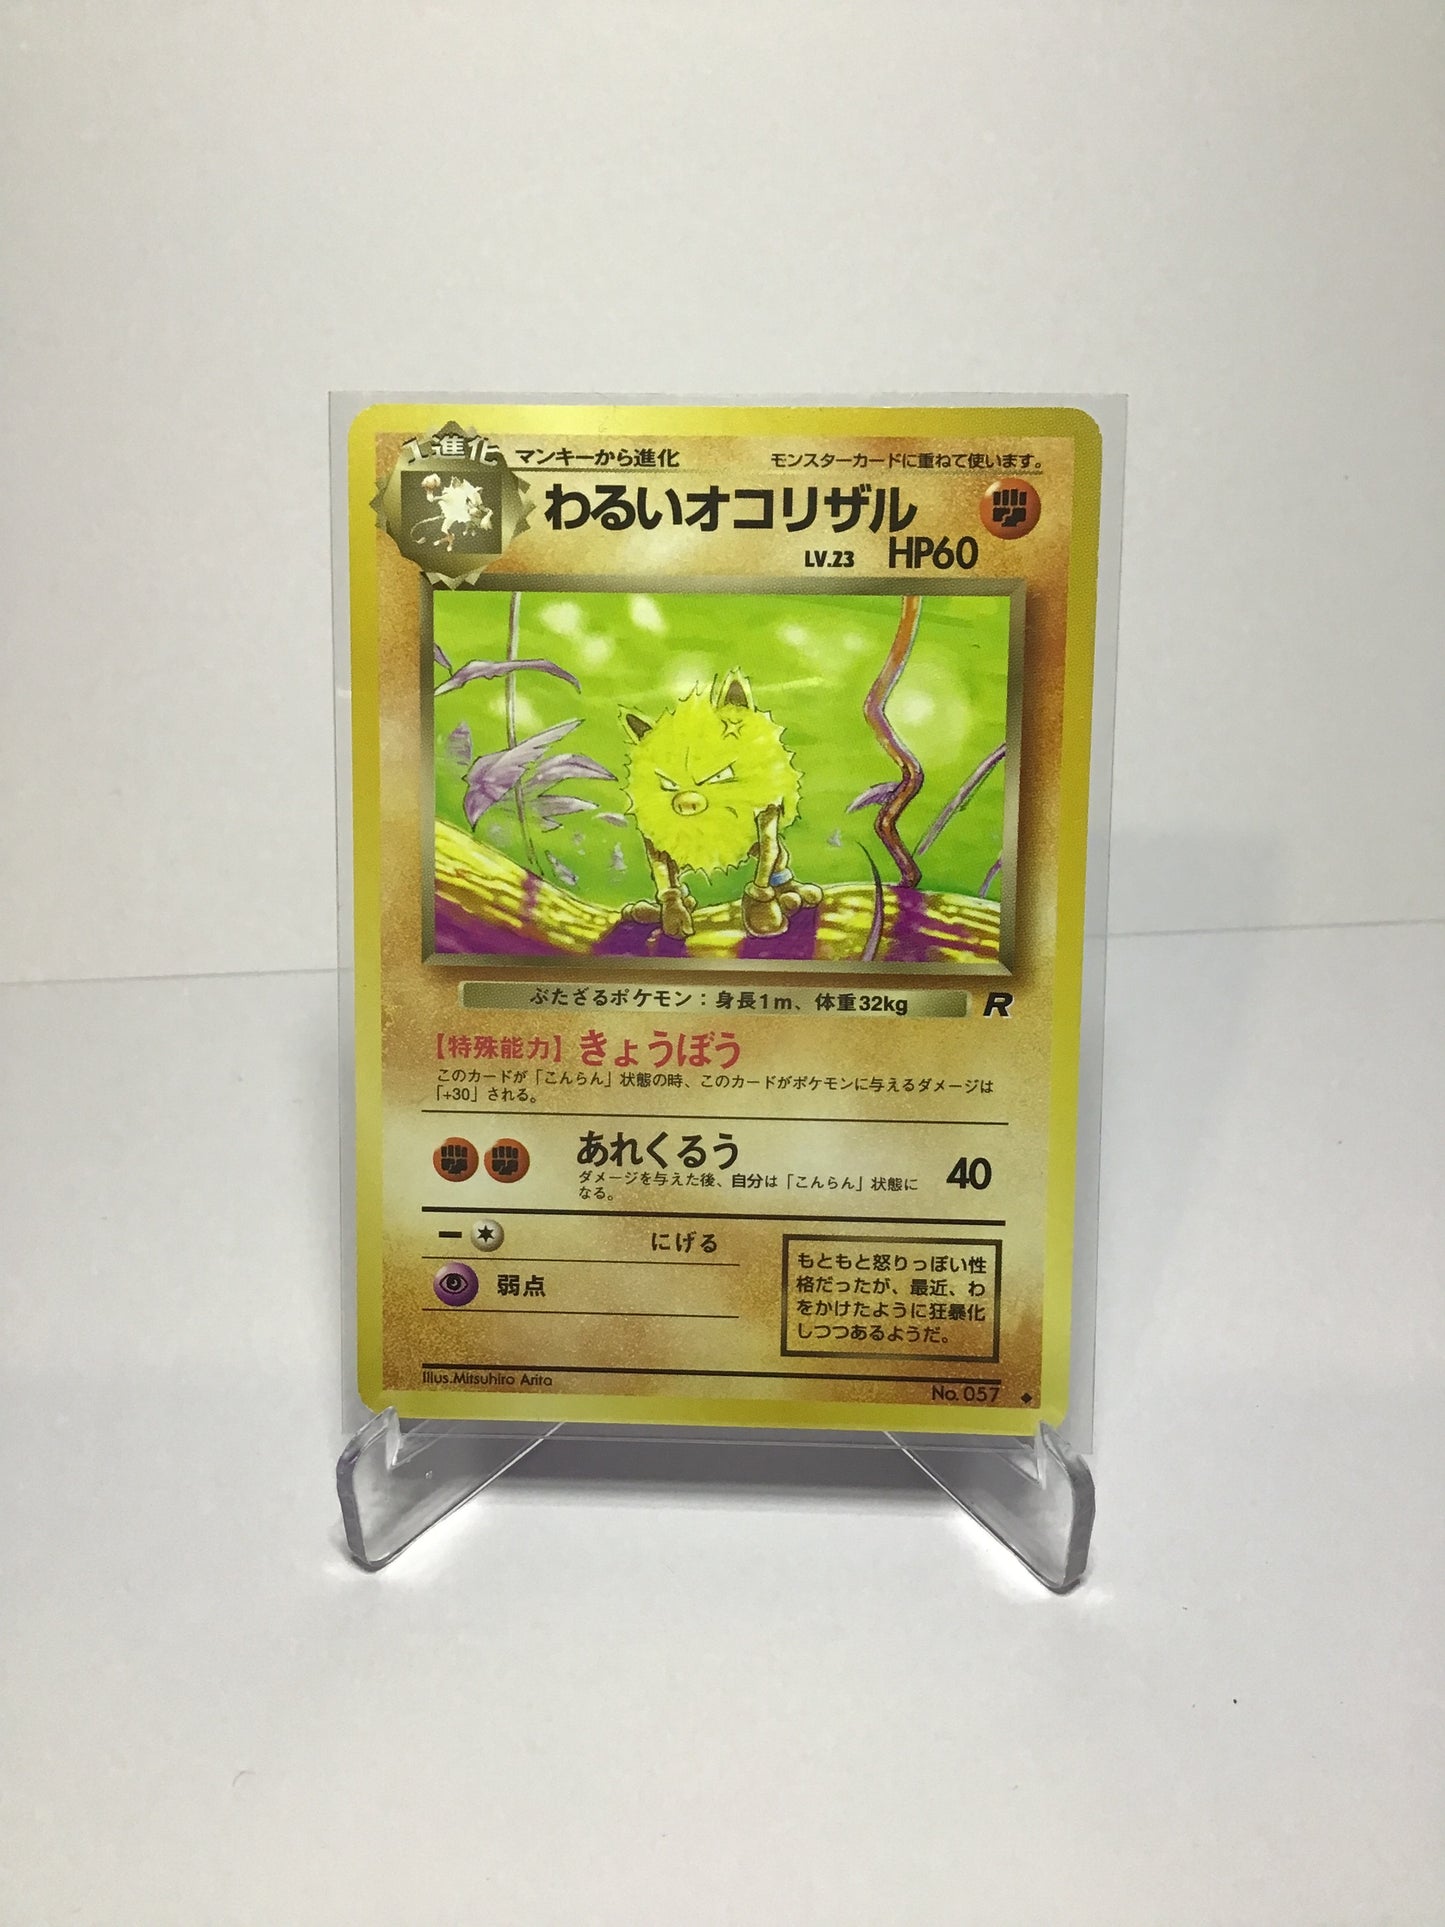 1進化
マンキーから進化
モンスターカードに重ねて使います。
わるいオコリザル
LV.23 HP60
ぶたざるポケモン：身長1m、体重32kg
R
【特殊能力】きょうぼう
このカードが「こんらん」状態の時、このカードがポケモンに与えるダメージは
「+30」される。
あれくるう
ダメージを与えた後、自分は「こんらん」状態に
なる。
40
にげる
弱点
もともと怒りっぽい性
格だったが、最近、わ
をかけたように狂暴化
しつつあるようだ。
Illus.Mitsuhiro Arita
No.057